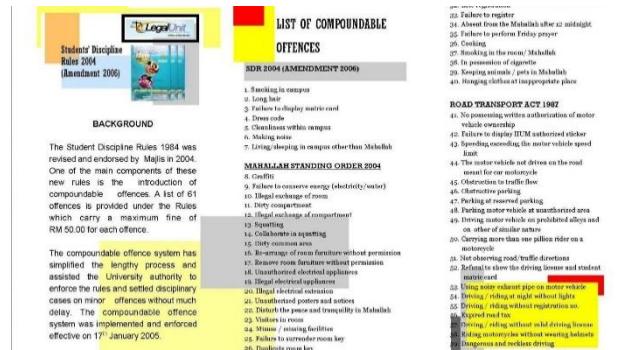 LegalUnit
Students' Discipline
Rules 2004
(Amendment 2006)
BACKGROUND
The Student Discipline Rules 1984 was
revised and endorsed by Majlis in 2004.
One of the main components of these
new rules is the introduction of
compoundable offences. A list of 61
offences is provided under the Rules
which carry a maximum fine of
RM 50.00 for each offence.
The compoundable offence system has
simplified the lengthy process and
assisted the University authority to
enforce the rules and settled disciplinary
cases on minor offences without much
delay. The compoundable offence
system was implemented and enforced
effective on 17th January 2005.
LIST OF COMPOUNDABLE
OFFENCES
SDR 2004 (AMENDMENT 2006)
1. Smoking in campus
2. Long hair
3. Failure to display matric card
4. Dress code
5. Cleanliness within campus
6. Making noise
7. Living/sleeping in campus other than Mahallah
MAHALLAH STANDING ORDER 2004
8. Graffiti
9. Failure to conserve energy (electricity/water)
10. Illegal exchange of room
11. Dirty compartment
12. Illegal exchange of compartment
13. Squatting
14. Collaborate in squatting
15. Dirty common area
16. Re-arrange of room furniture without permission
17. Remove room furniture without permission
18. Unauthorized electrical appliances
19. Illegal electrical appliances
20. Illegal electrical extension
21. Unauthorized posters and notices
22. Disturb the peace and tranquility in Mahallah
23. Visitors in room
24. Misuse / missing facilities
25. Failure to surrender room key
26. Duplicate room key
33. Failure to register
34. Absent from the Mahallah after 12 midnight
35. Failure to perform Friday prayer
36. Cooking
37. Smoking in the room/ Mahallah
38. In possession of cigarette
39. Keeping animals / pets in Mahallah
40. Hanging clothes at inappropriate place
ROAD TRANSPORT ACT 1987
41. No possessing written authorization of motor
vehicle ownership
42. Failure to display IIUM authorized sticker
43. Speeding exceeding the motor vehicle speed
limit
44. The motor vehicle not driven on the road
meant for car motorcycle
45. Obstruction to traffic flow
46. Obstructive parking
47. Parking at reserved parking
48. Parking motor vehicle at unauthorized area
49. Driving motor vehicle on prohibited alleys and
on other of similar nature
50. Carrying more than one pillion rider on a
motorcycle
51. Not observing road/traffic directions
52. Refusal to show the driving license and student
matric card
53. Using noisy exhaust pipe on motor vehicle
54. Driving / riding at night without lights
55. Driving / riding without registration no.
56. Expired road tax
57. Driving / riding without valid driving license
58. Riding motorcycles without wearing helmets
59. Dangerous and reckless driving